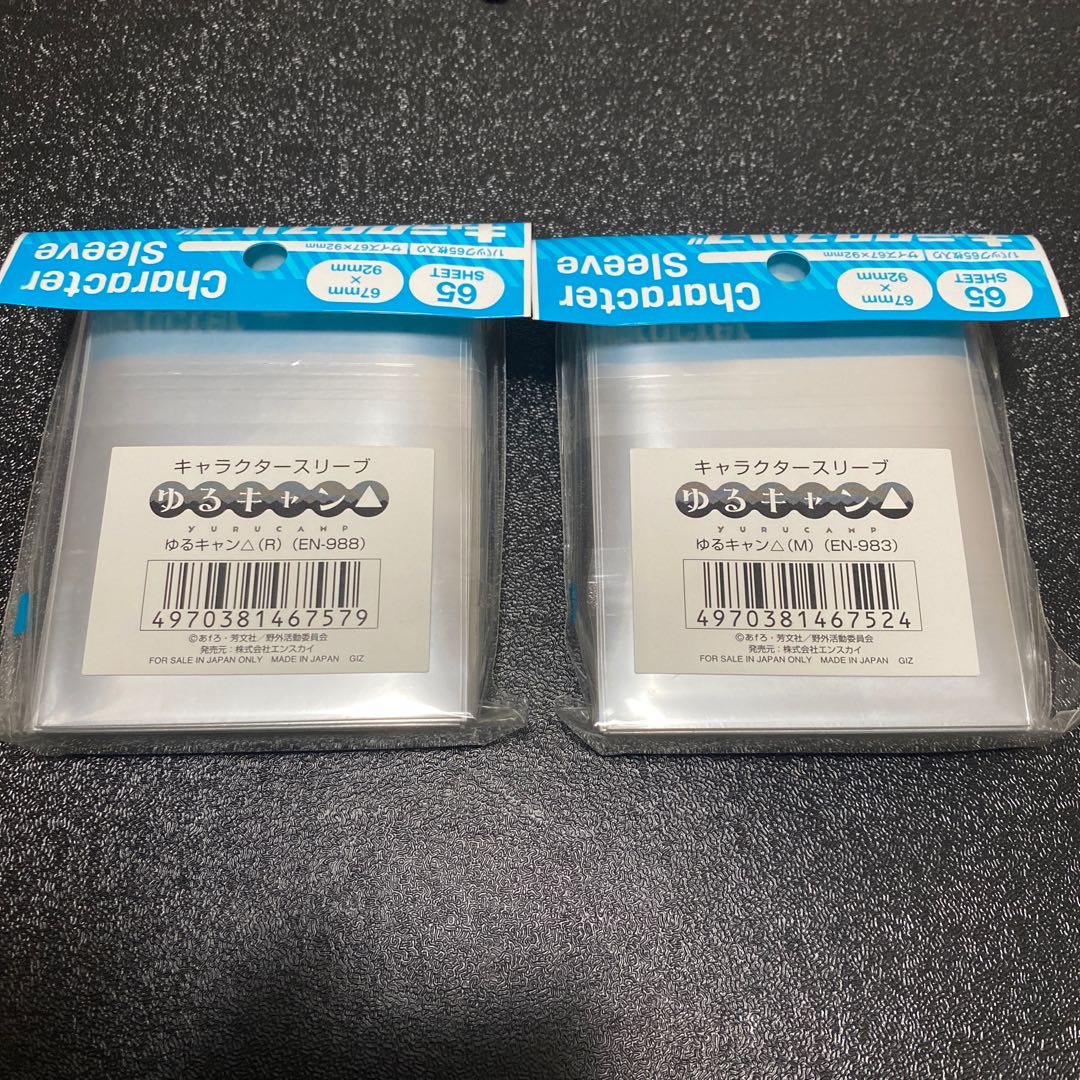 Character
Sleeve
67mm
×
92mm
65
SHEET
1パック65枚入り
サイズ67×92mm
キャラクタースリーブ
ゆるキャン△
YURUCAMP
ゆるキャン△(R) (EN-988)
4970381467579
©あfろ・芳文社/野外活動委員会
発売元:株式会社エンスカイ
FOR SALE IN JAPAN ONLY MADE IN JAPAN GIZ
Character
Sleeve
67mm
×
92mm
65
SHEET
1パック65枚入り
サイズ67×92mm
キャラクタースリーブ
ゆるキャン△
YURUCAMP
ゆるキャン△(M) (EN-983)
4970381467524
©あfろ・芳文社/野外活動委員会
発売元:株式会社エンスカイ
FOR SALE IN JAPAN ONLY MADE IN JAPAN GIZ